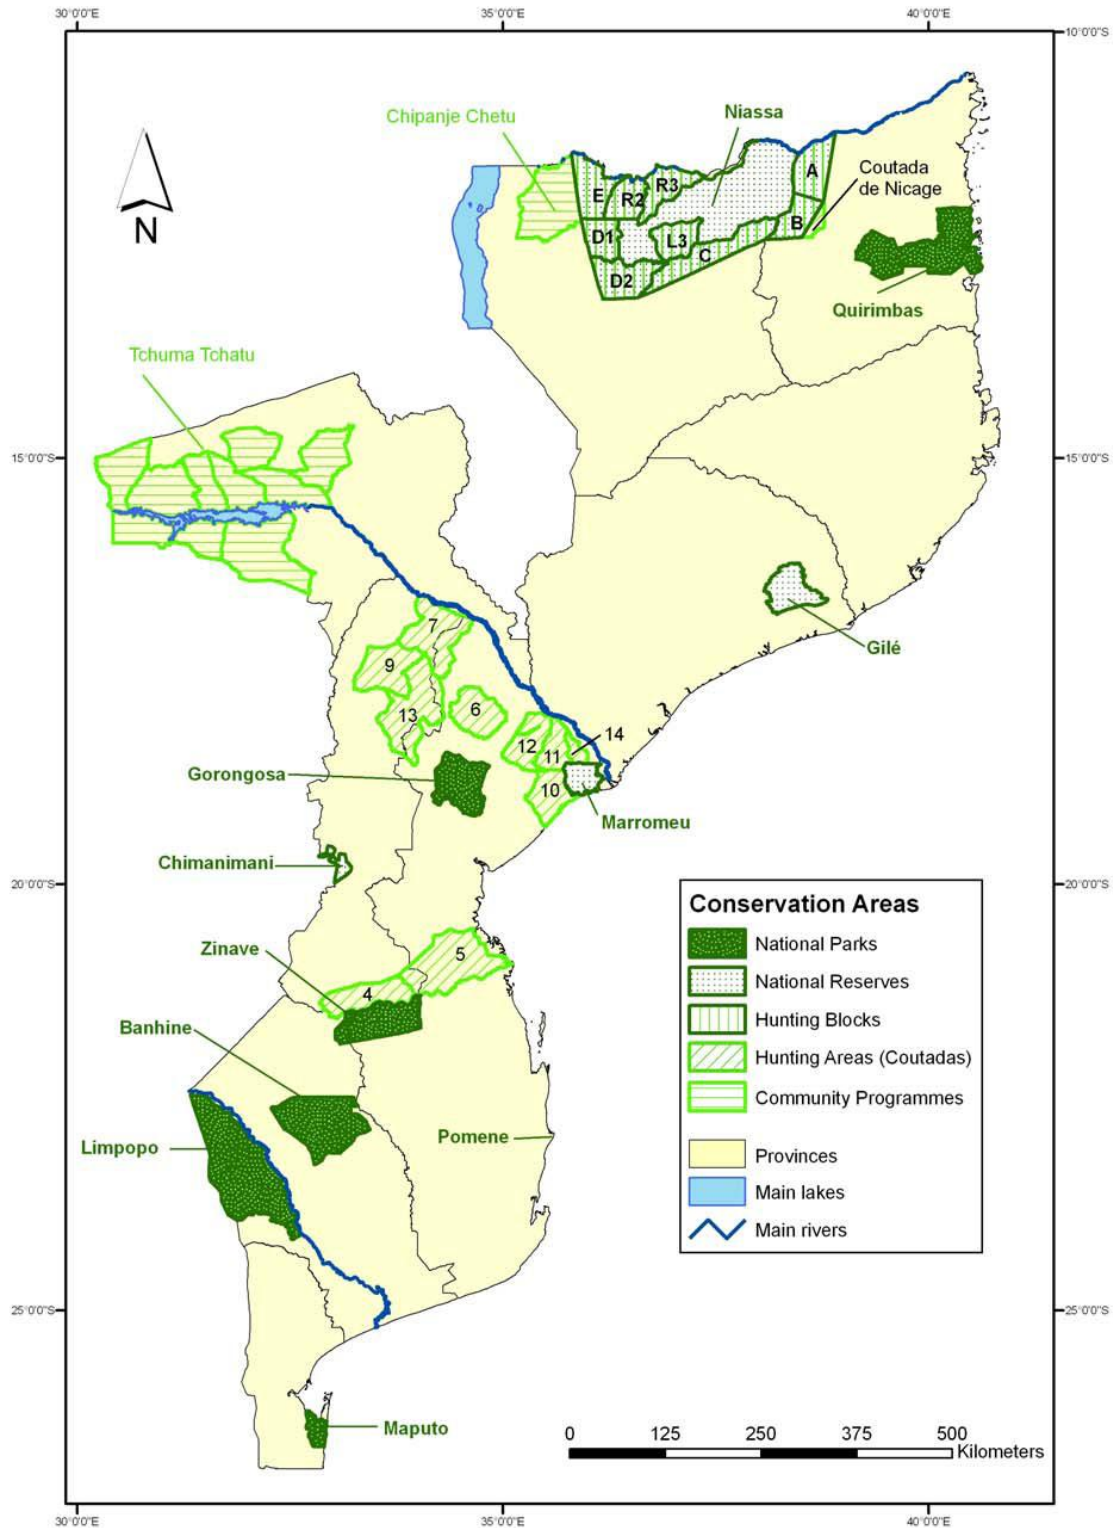 30°0'0"E
35°0'0"E
40°0'0"E
10°0'0"S
Chipanje Chetu
Niassa
N
Coutada
de Nicage
A
E
R2
R3
B
D1
L3
C
D2
Quirimbas
Tchuma Tchatu
15°0'0"S
15°0'0"S
7
Gilé
9
6
13
14
12
11
Gorongosa
10
Marromeu
Chimanimani
20°0'0"S
20°0'0"S
Conservation Areas
National Parks
National Reserves
Hunting Blocks
Hunting Areas (Coutadas)
Community Programmes
Provinces
Main lakes
Main rivers
Zinave
5
4
Banhine
Limpopo
Pomene
25°0'0"S
25°0'0"S
Maputo
0 125 250 375 500
Kilometers
30°0'0"E
35°0'0"E
40°0'0"E